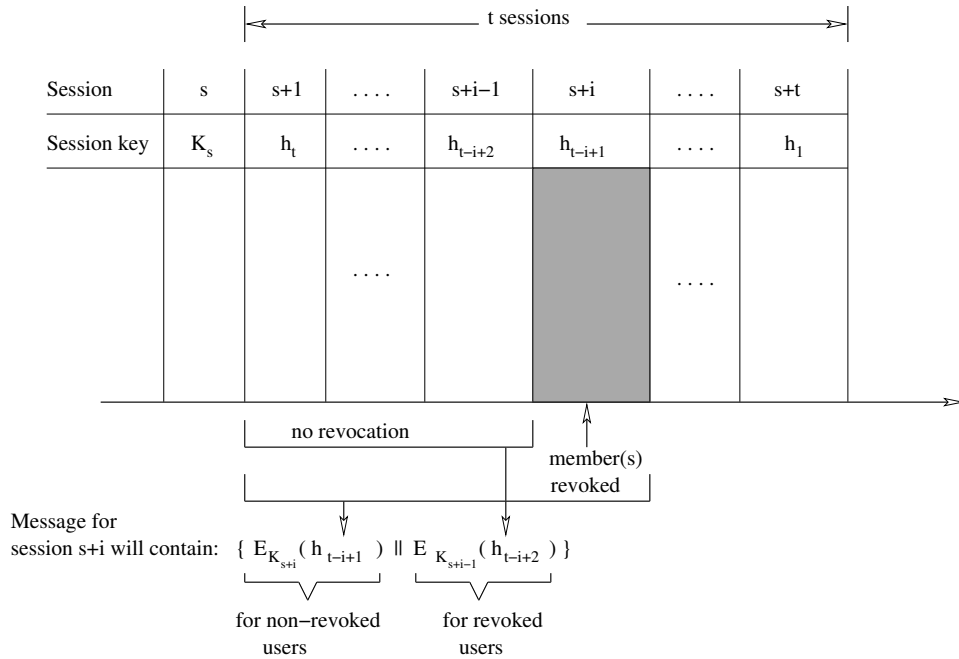 t sessions
Session s s+1 . . . . s+i−1 s+i . . . . s+t
Session key K_s h_t . . . . h_{t−i+2} h_{t−i+1} . . . . h_1
. . . .
. . . .
no revocation
member(s)
revoked
Message for
session s+i will contain: { E_{K_{s+i}} ( h_{t−i+1} ) || E_{K_{s+i−1}} ( h_{t−i+2} ) }
for non−revoked
users
for revoked
users